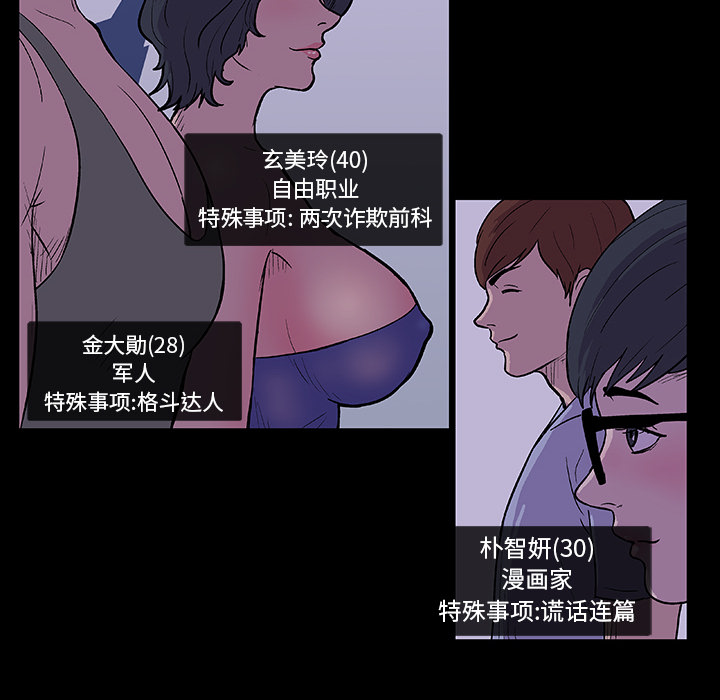 玄美玲(40)
自由职业
特殊事项: 两次诈欺前科
金大勛(28)
军人
特殊事项:格斗达人
朴智妍(30)
漫画家
特殊事项:谎话连篇